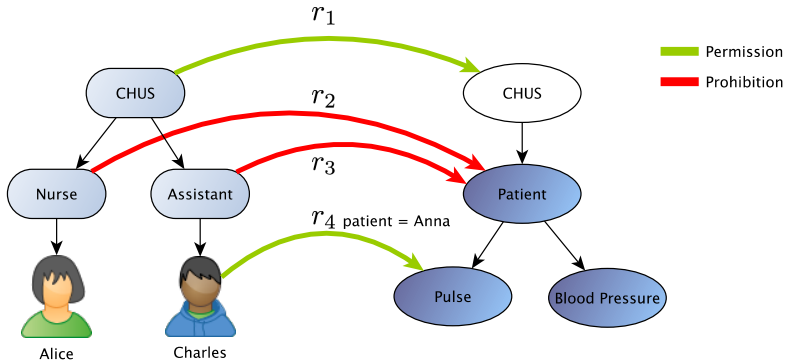 r1
Permission
CHUS
CHUS
r2
Prohibition
r3
Nurse
Assistant
Patient
r4 patient = Anna
Pulse
Blood Pressure
Alice
Charles